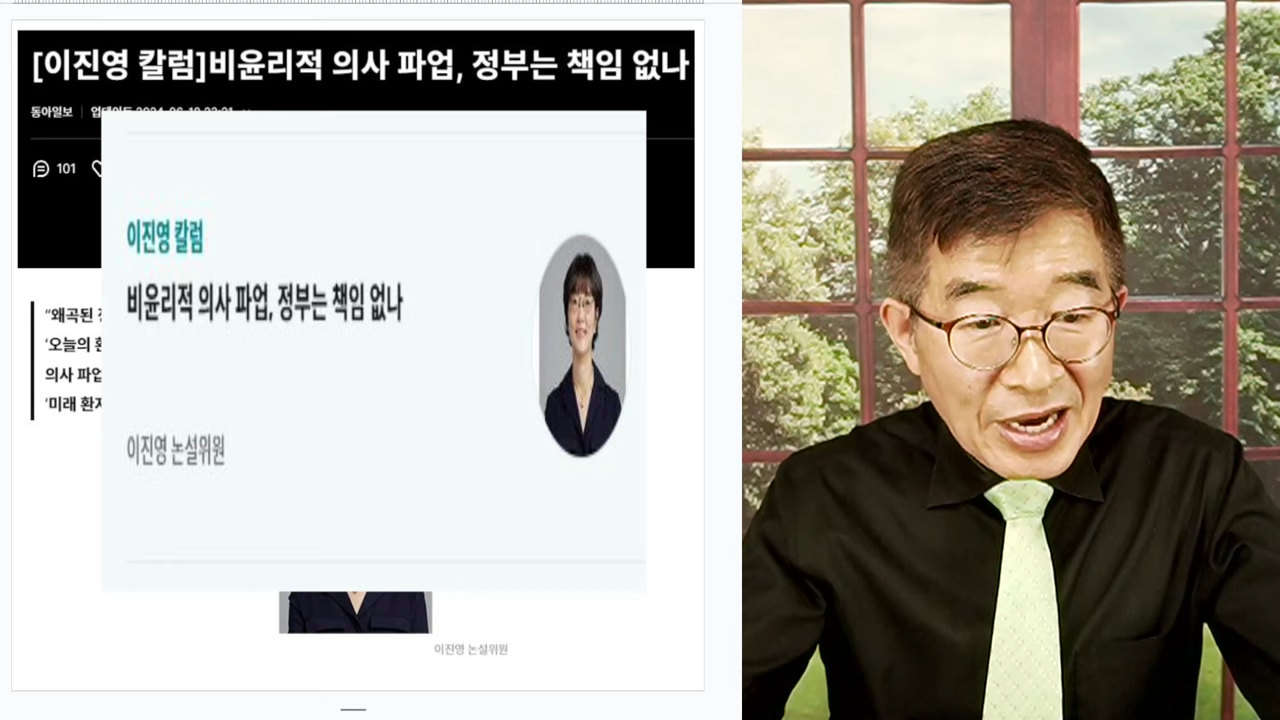 [이진영 칼럼]비윤리적 의사 파업, 정부는 책임 없나
동아일보
101
이진영 칼럼
비윤리적 의사 파업, 정부는 책임 없나
이진영 논설위원
“왜곡된
‘오늘의
의사 파업
‘미래
이진영 논설위원